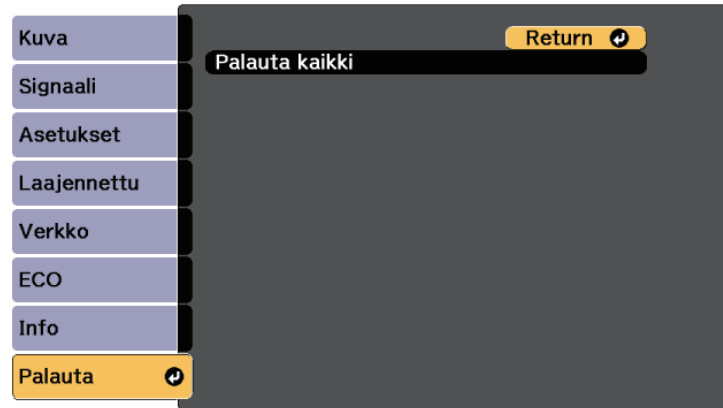 Kuva
Signaali
Asetukset
Laajennettu
Verkko
ECO
Info
Palauta
Return
Palauta kaikki